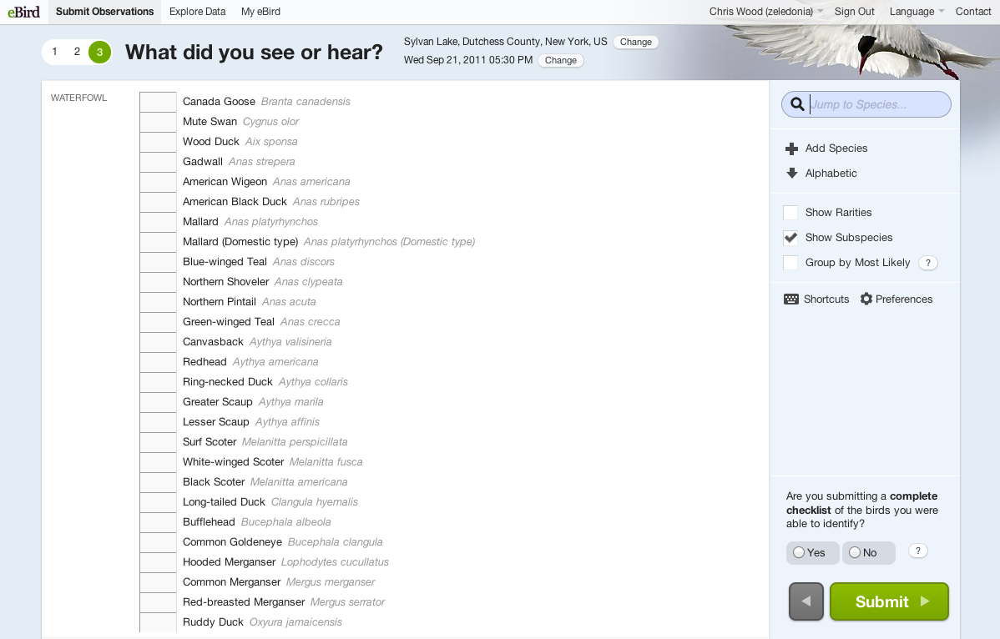 eBird Submit Observations Explore Data My eBird Chris Wood (zeledonia) Sign Out Language Contact
1 2 3 What did you see or hear?
Sylvan Lake, Dutchess County, New York, US Change
Wed Sep 21, 2011 05:30 PM Change
WATERFOWL
Canada Goose Branta canadensis
Mute Swan Cygnus olor
Wood Duck Aix sponsa
Gadwall Anas strepera
American Wigeon Anas americana
American Black Duck Anas rubripes
Mallard Anas platyrhynchos
Mallard (Domestic type) Anas platyrhynchos (Domestic type)
Blue-winged Teal Anas discors
Northern Shoveler Anas clypeata
Northern Pintail Anas acuta
Green-winged Teal Anas crecca
Canvasback Aythya valisineria
Redhead Aythya americana
Ring-necked Duck Aythya collaris
Greater Scaup Aythya marila
Lesser Scaup Aythya affinis
Surf Scoter Melanitta perspicillata
White-winged Scoter Melanitta fusca
Black Scoter Melanitta americana
Long-tailed Duck Clangula hyemalis
Bufflehead Bucephala albeola
Common Goldeneye Bucephala clangula
Hooded Merganser Lophodytes cucullatus
Common Merganser Mergus merganser
Red-breasted Merganser Mergus serrator
Ruddy Duck Oxyura jamaicensis
Jump to Species...
Add Species
Alphabetic
Show Rarities
Show Subspecies
Group by Most Likely ?
Shortcuts Preferences
Are you submitting a complete
checklist of the birds you were
able to identify?
Yes No ?
Submit